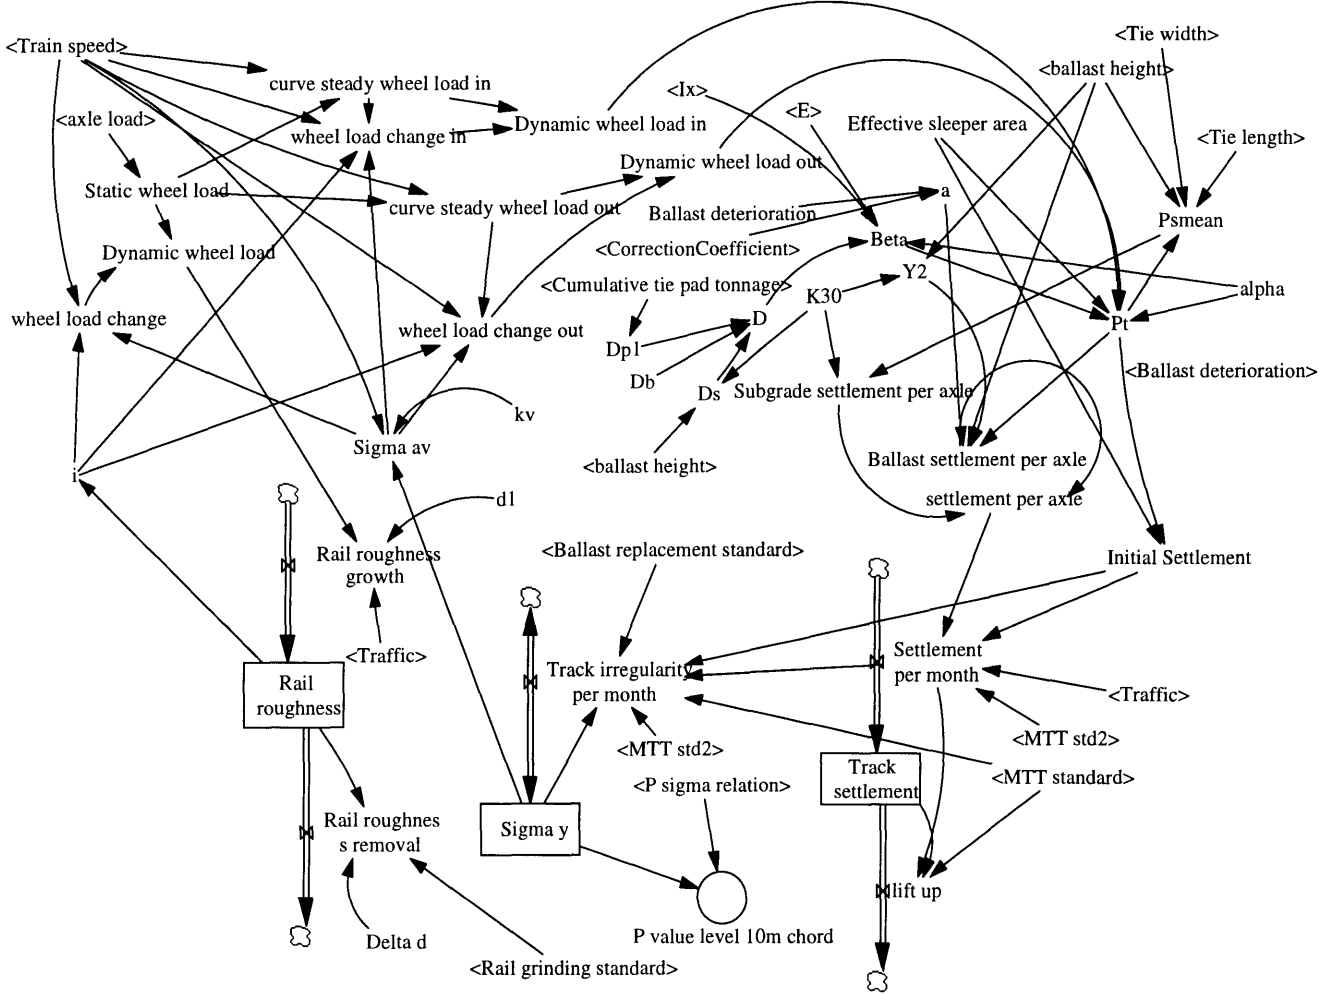 <Train speed>
<Tie width>
<ballast height>
curve steady wheel load in
<Ix>
<E>
<axle load>
wheel load change in
Dynamic wheel load in
Effective sleeper area
<Tie length>
Dynamic wheel load out
Static wheel load
a
curve steady wheel load out
Ballast deterioration
Psmean
Beta
<CorrectionCoefficient>
Dynamic wheel load
Y2
<Cumulative tie pad tonnage>
K30
alpha
wheel load change
wheel load change out
D
Pt
Dp1
<Ballast deterioration>
Db
Ds
Subgrade settlement per axle
kv
Sigma av
Ballast settlement per axle
<ballast height>
i
d1
settlement per axle
Rail roughness
growth
<Ballast replacement standard>
Initial Settlement
<Traffic>
Settlement
per month
Track irregularity
per month
Rail
roughness
<Traffic>
<MTT std2>
<MTT std2>
Track
settlement
<MTT standard>
<P sigma relation>
Rail roughnes
s removal
Sigma y
lift up
Delta d
P value level 10m chord
<Rail grinding standard>